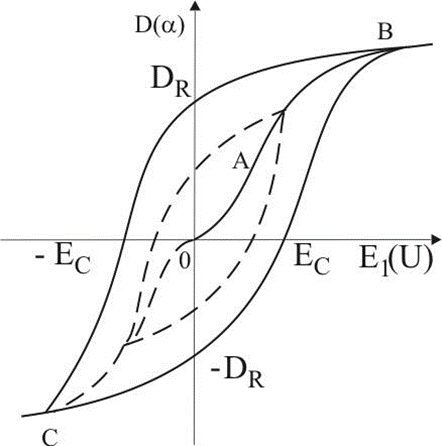 D(α)
B
D_R
A
- E_C
0
E_C
E_1(U)
-D_R
C